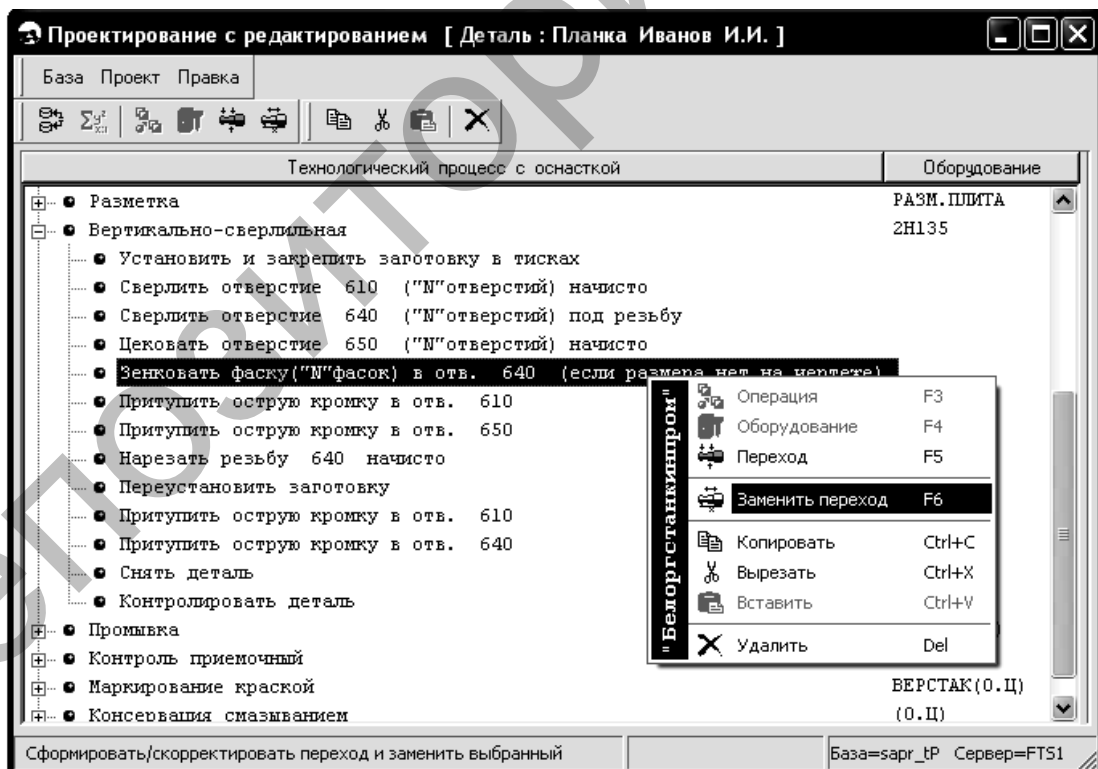 Проектирование с редактированием [ Деталь : Планка Иванов И.И. ]
База Проект Правка
Технологический процесс с оснасткой Оборудование
Разметка РАЗМ.ПЛИТА
Вертикально-сверлильная 2Н135
Установить и закрепить заготовку в тисках
Сверлить отверстие 610 ("N"отверстий) начисто
Сверлить отверстие 640 ("N"отверстий) под резьбу
Цековать отверстие 650 ("N"отверстий) начисто
Зенковать фаску("N"фасок) в отв. 640 (если размера нет на чертеже)
Притупить острую кромку в отв. 610
Притупить острую кромку в отв. 650
Нарезать резьбу 640 начисто
Переустановить заготовку
Притупить острую кромку в отв. 610
Притупить острую кромку в отв. 640
Снять деталь
Контролировать деталь
Промывка
Контроль приемочный
Маркирование краской ВЕРСТАК(О.Ц)
Консервация смазыванием (О.Ц)
"Белоргстанкинпром"
Операция F3
Оборудование F4
Переход F5
Заменить переход F6
Копировать Ctrl+C
Вырезать Ctrl+X
Вставить Ctrl+V
Удалить Del
Сформировать/скорректировать переход и заменить выбранный
База=sapr_tP Сервер=FTS1